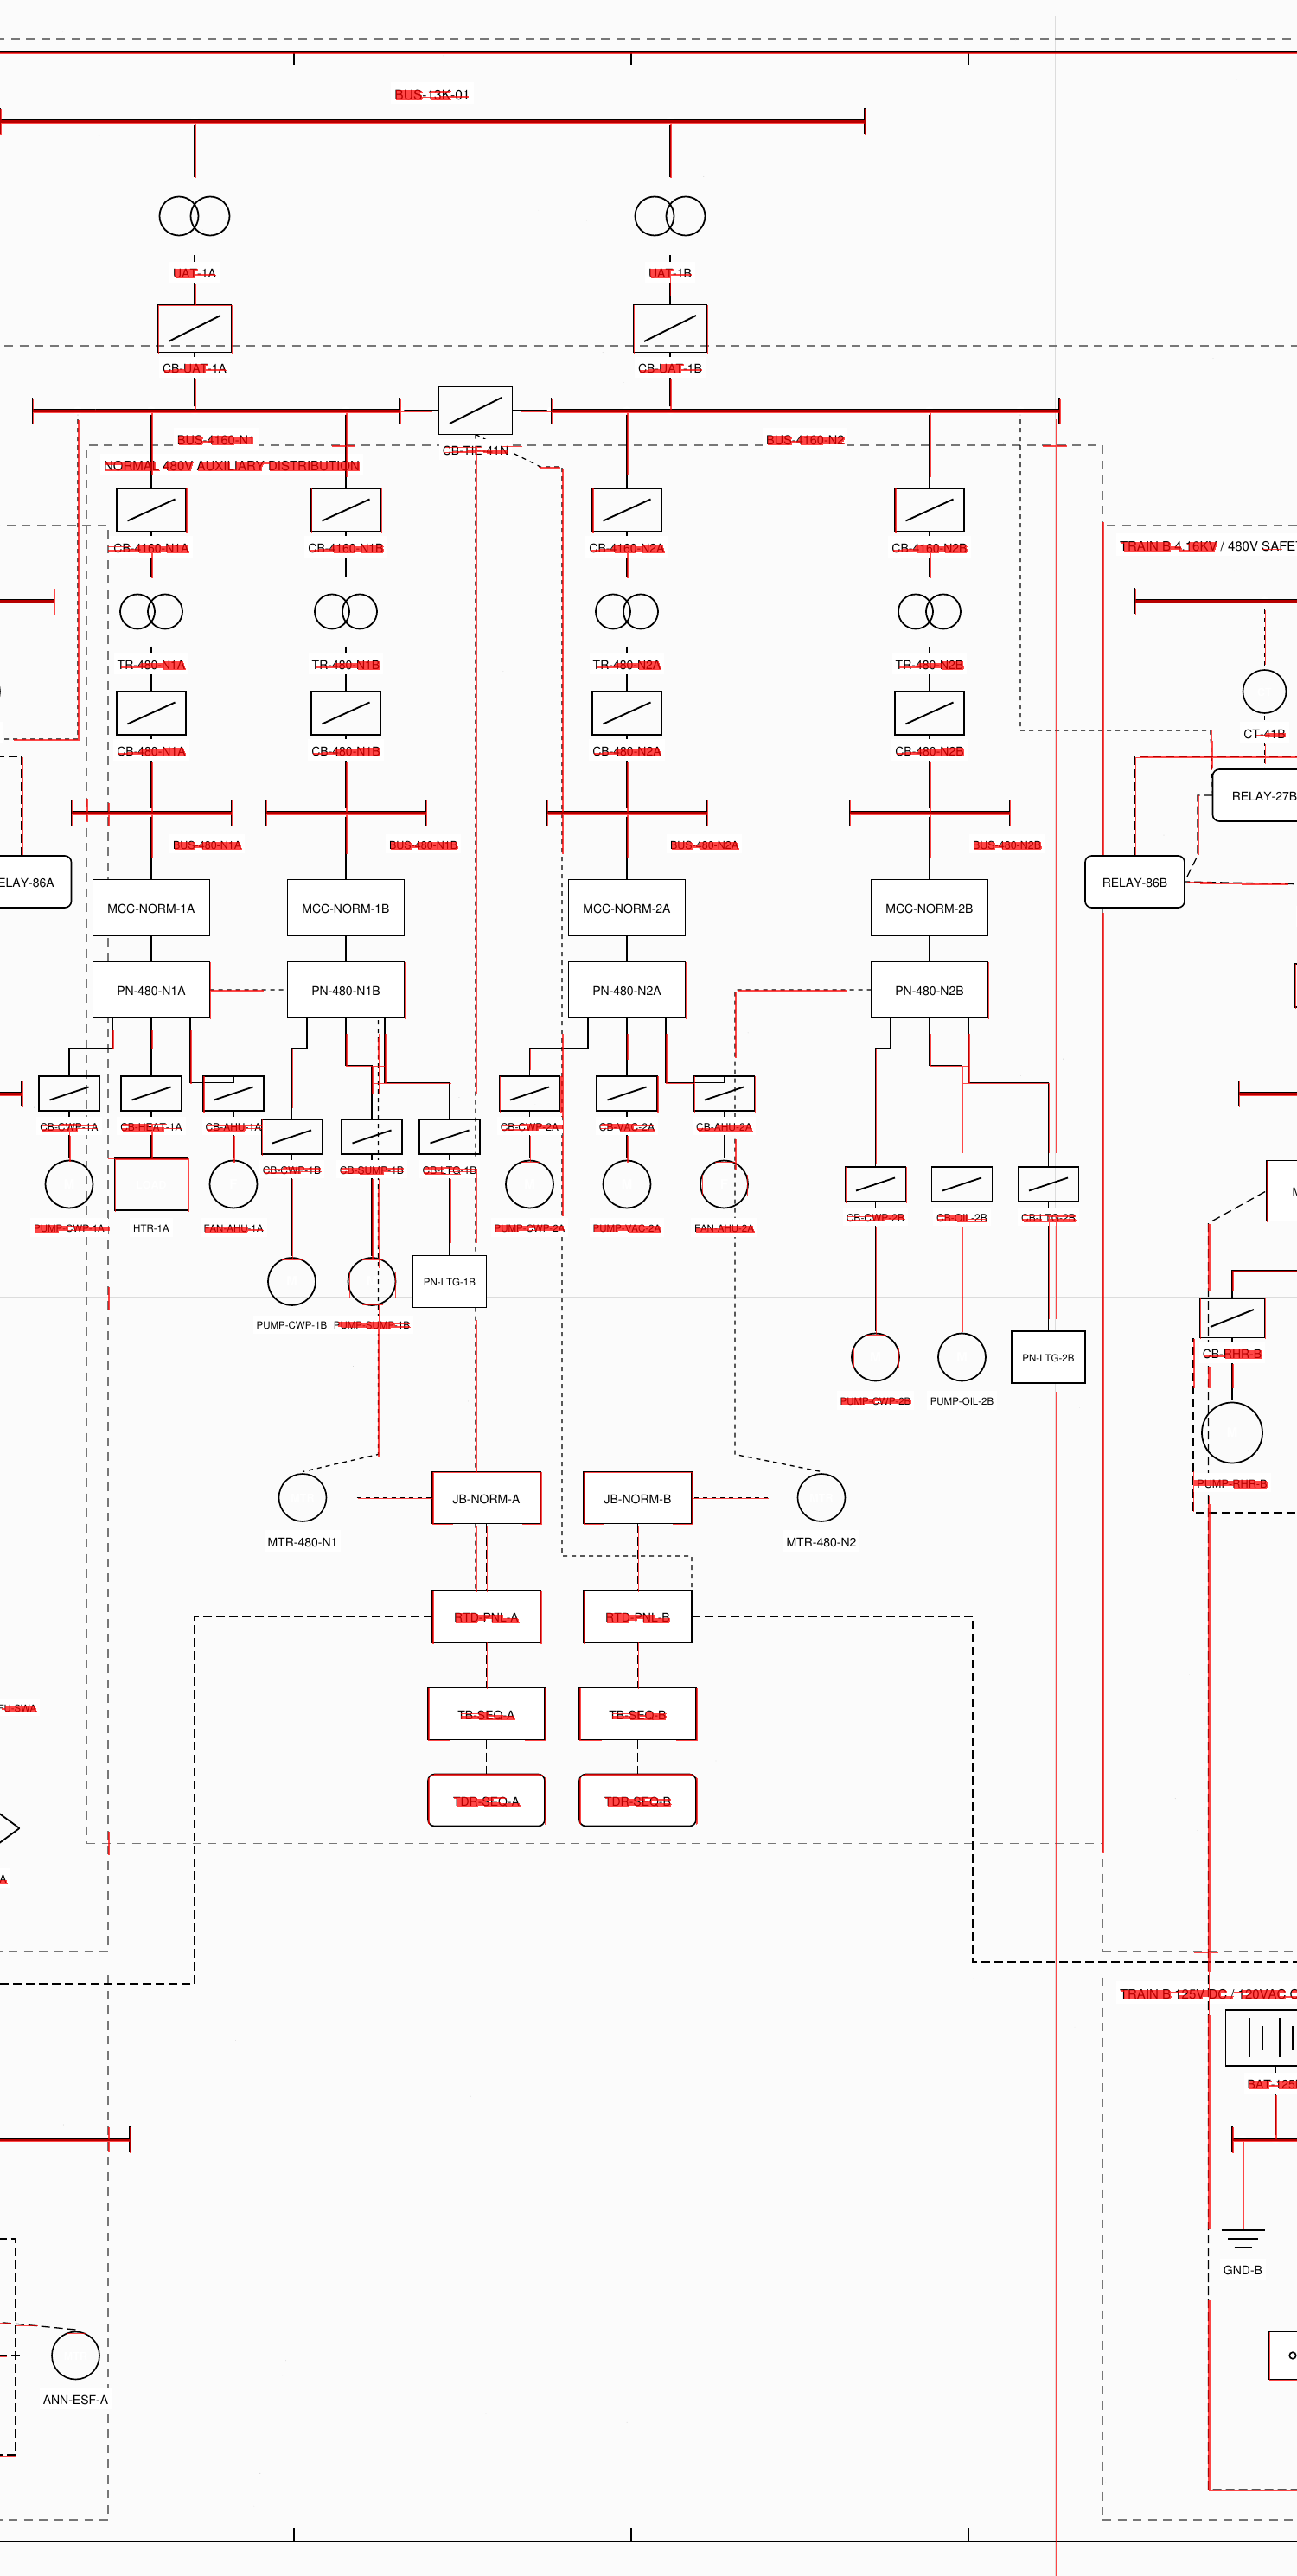 BUS-13K-01
UAT-1A
UAT-1B
CB-UAT-1A
CB-UAT-1B
BUS-4160-N1
CB-TIE-41N
BUS-4160-N2
NORMAL 480V AUXILIARY DISTRIBUTION
CB-4160-N1A
CB-4160-N1B
CB-4160-N2A
CB-4160-N2B
TRAIN B 4.16KV / 480V SAFET
TR-480-N1A
TR-480-N1B
TR-480-N2A
TR-480-N2B
CT-41B
CB-480-N1A
CB-480-N1B
CB-480-N2A
CB-480-N2B
RELAY-27B
BUS-480-N1A
BUS-480-N1B
BUS-480-N2A
BUS-480-N2B
ELAY-86A
RELAY-86B
MCC-NORM-1A
MCC-NORM-1B
MCC-NORM-2A
MCC-NORM-2B
PN-480-N1A
PN-480-N1B
PN-480-N2A
PN-480-N2B
CB-CWP-1A
CB-HEAT-1A
CB-AHU-1A
CB-CWP-2A
CB-VAC-2A
CB-AHU-2A
CB-CWP-1B
CB-SUMP-1B
CB-LTG-1B
CB-CWP-2B
CB-OIL-2B
CB-LTG-2B
PUMP-CWP-1A
HTR-1A
FAN-AHU-1A
PUMP-CWP-2A
PUMP-VAC-2A
FAN-AHU-2A
PN-LTG-1B
PUMP-CWP-1B
PUMP-SUMP-1B
CB-RHR-B
PN-LTG-2B
PUMP-CWP-2B
PUMP-OIL-2B
PUMP-RHR-B
JB-NORM-A
JB-NORM-B
MTR-480-N1
MTR-480-N2
RTD-PNL-A
RTD-PNL-B
U-SWA
TB-SEQ-A
TB-SEQ-B
TDR-SEQ-A
TDR-SEQ-B
A
TRAIN B 125V DC / 120VAC C
BAT-125
GND-B
ANN-ESF-A